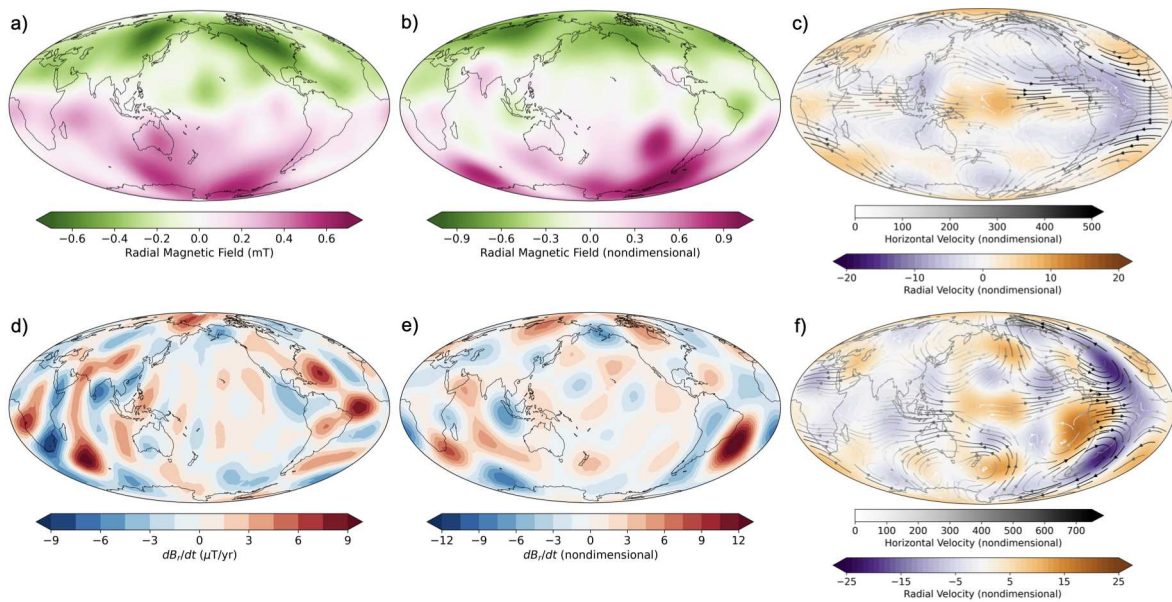 a)
−0.6 −0.4 −0.2 0.0 0.2 0.4 0.6
Radial Magnetic Field (mT)
b)
−0.9 −0.6 −0.3 0.0 0.3 0.6 0.9
Radial Magnetic Field (nondimensional)
c)
0 100 200 300 400 500
Horizontal Velocity (nondimensional)
−20 −10 0 10 20
Radial Velocity (nondimensional)
d)
−9 −6 −3 0 3 6 9
dBr/dt (μT/yr)
e)
−12 −9 −6 −3 0 3 6 9 12
dBr/dt (nondimensional)
f)
0 100 200 300 400 500 600 700
Horizontal Velocity (nondimensional)
−25 −15 −5 5 15 25
Radial Velocity (nondimensional)